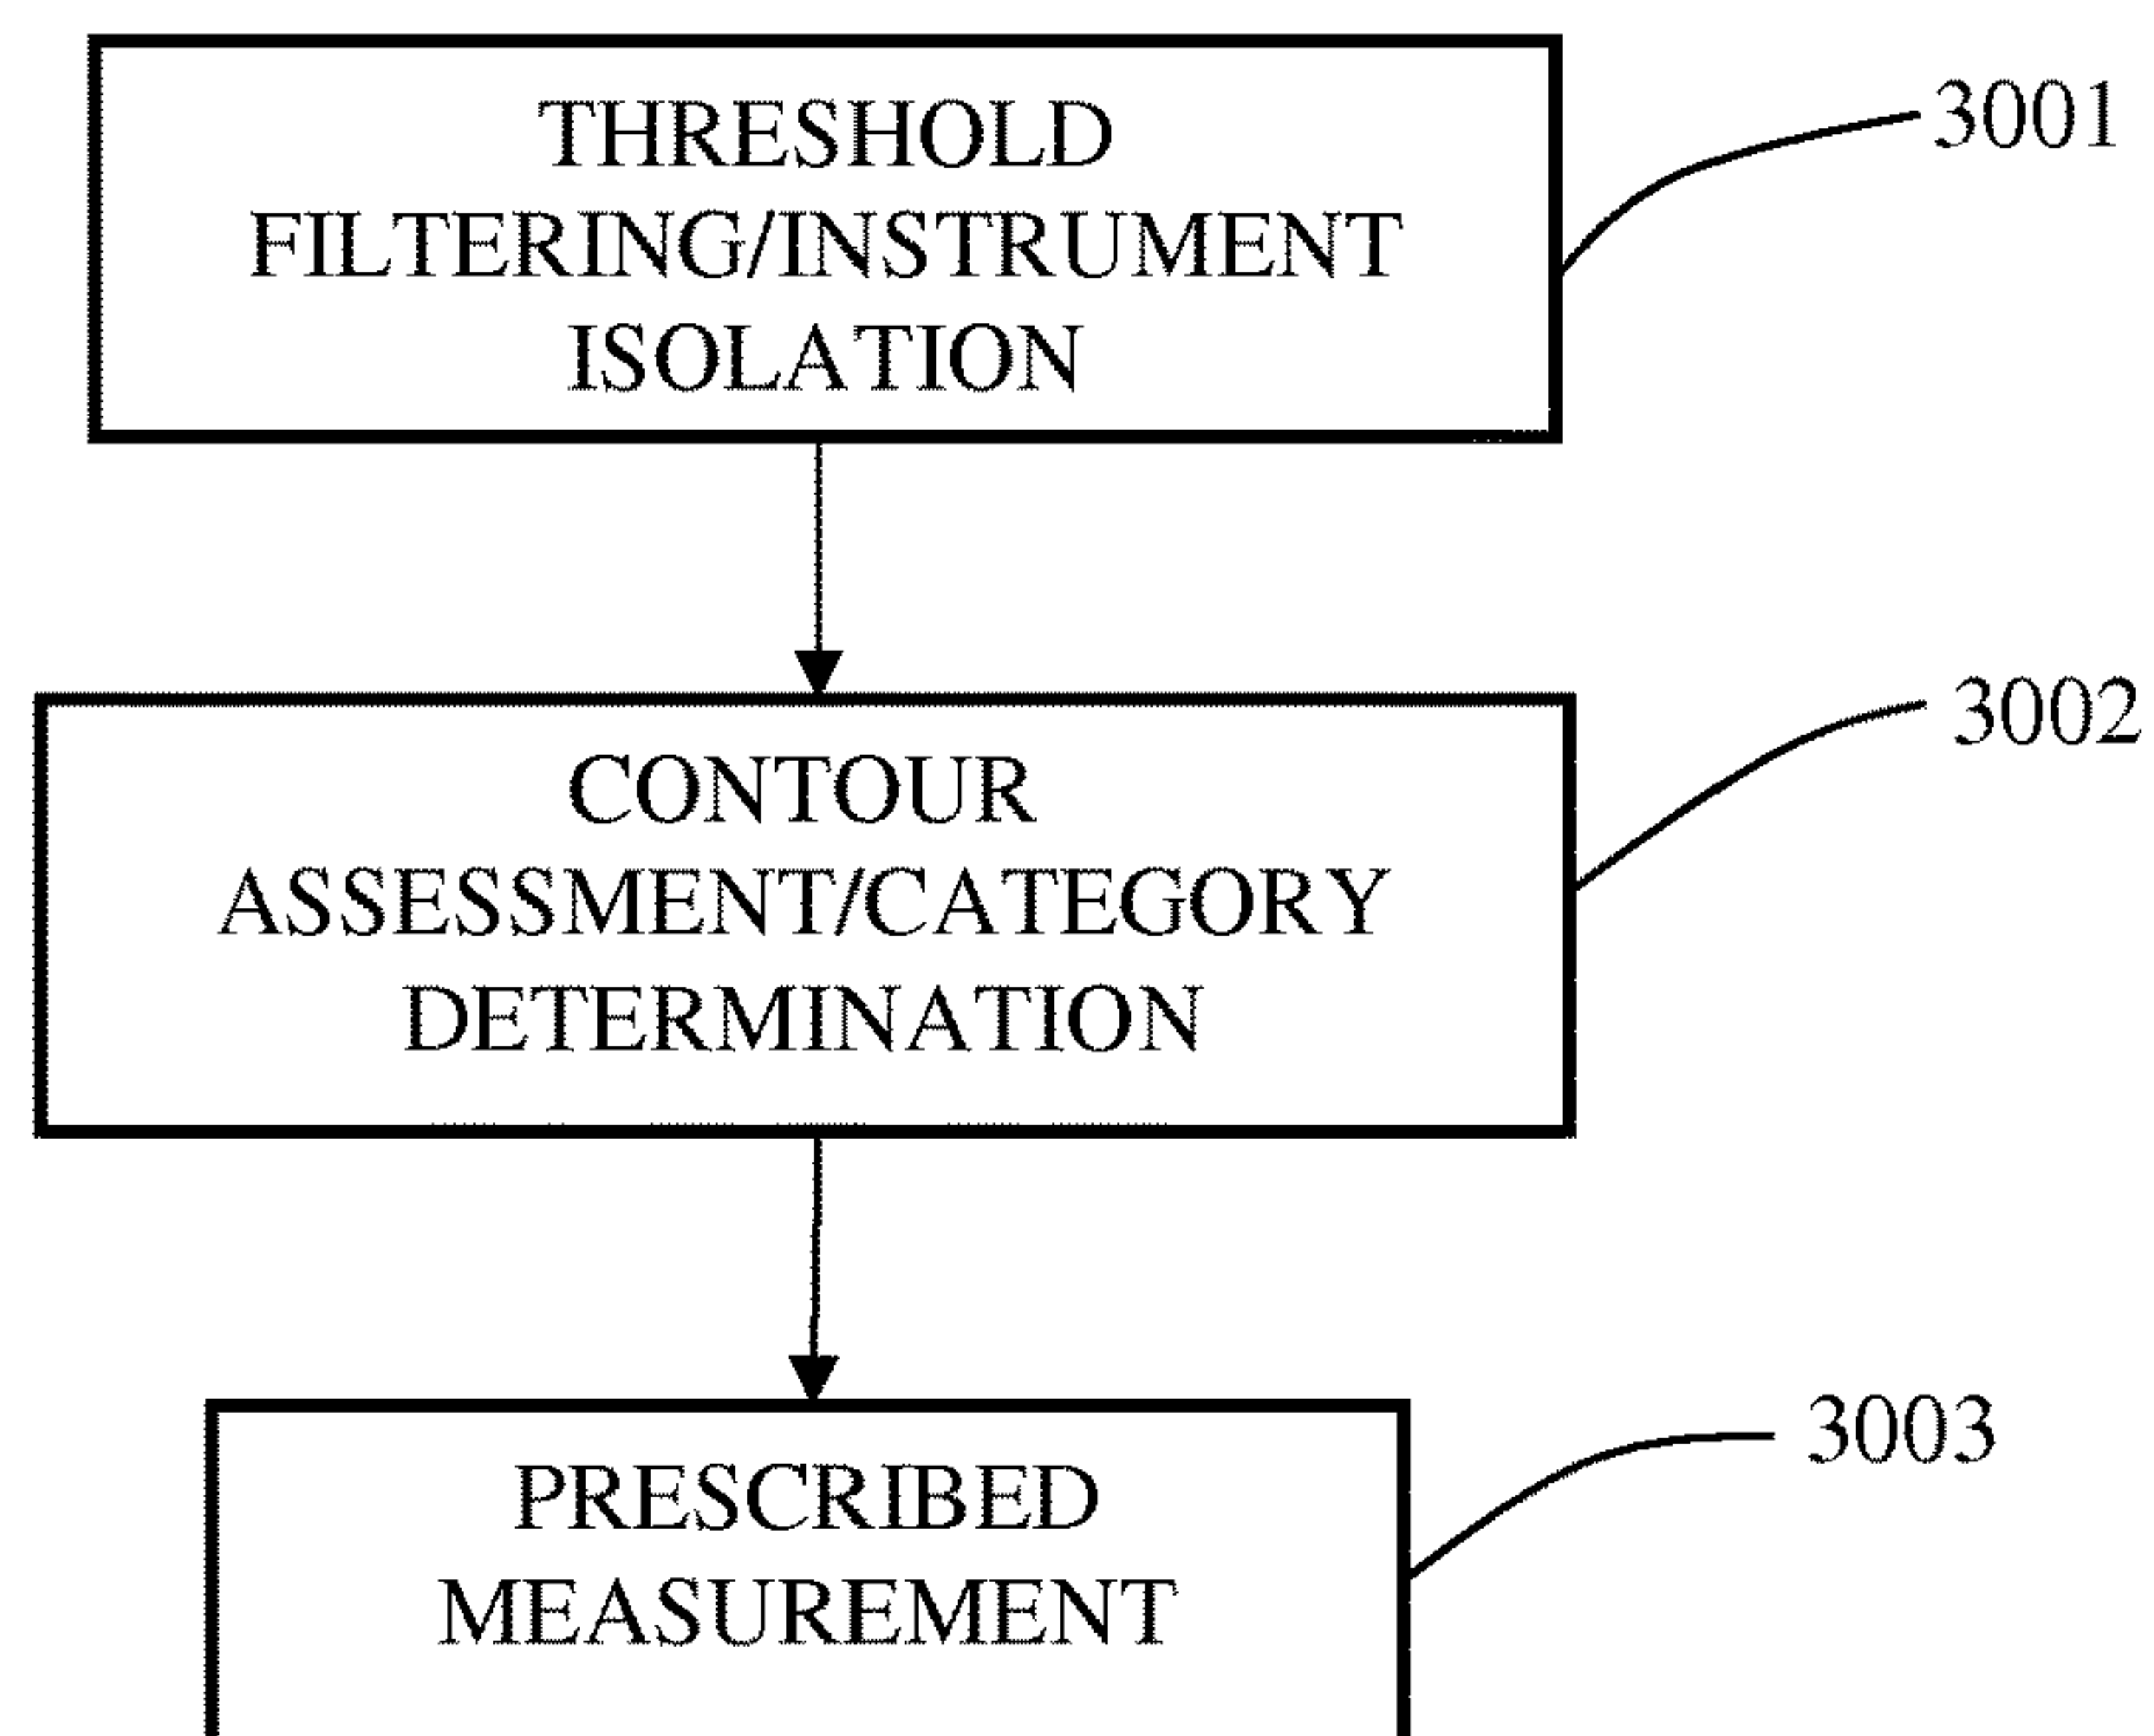 THRESHOLD
FILTERING/INSTRUMENT
ISOLATION
3001
CONTOUR
ASSESSMENT/CATEGORY
DETERMINATION
3002
PRESCRIBED
MEASUREMENT
3003